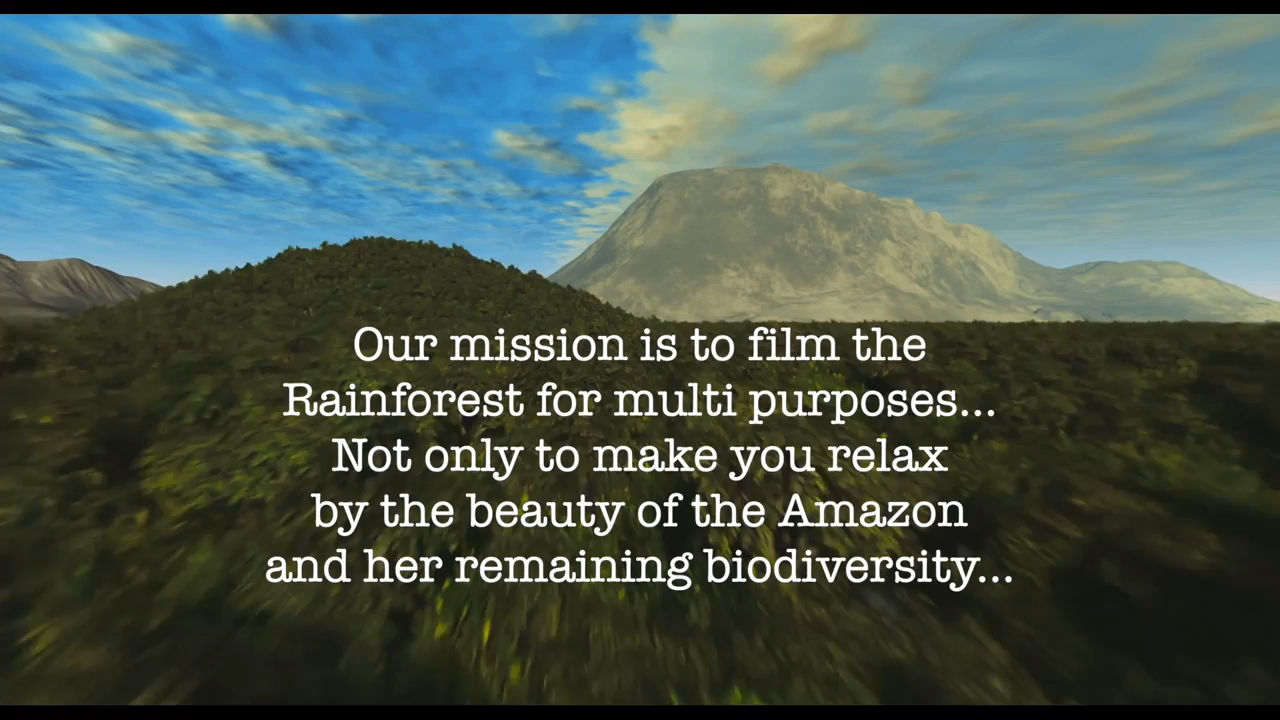 Our mission is to film the
Rainforest for multi purposes...
Not only to make you relax
by the beauty of the Amazon
and her remaining biodiversity...